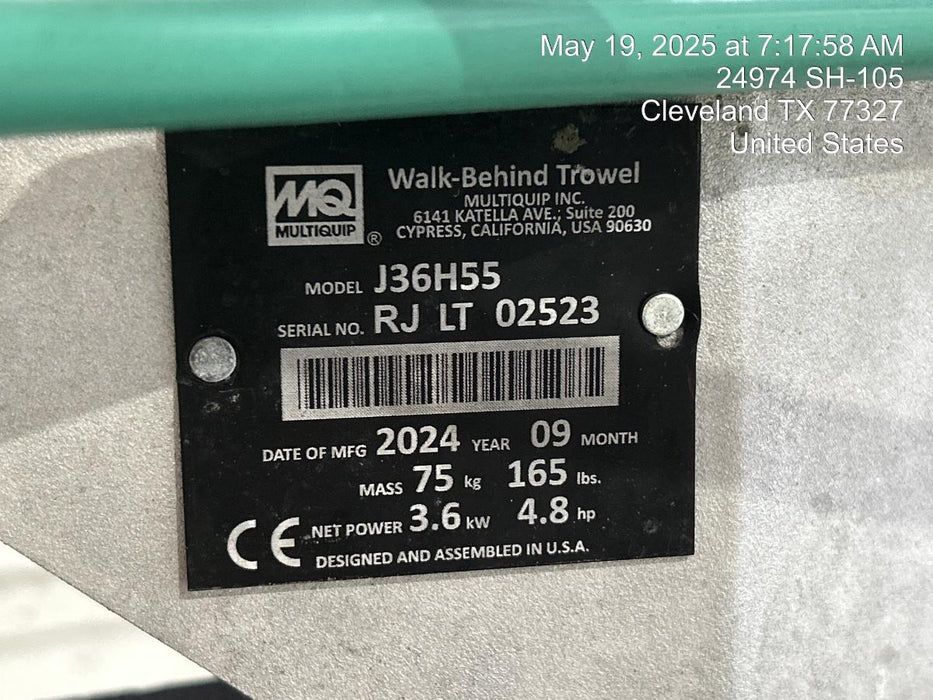 May 19, 2025 at 7:17:58 AM
24974 SH-105
Cleveland TX 77327
United States
MQ
MULTIQUIP
®
Walk-Behind Trowel
MULTIQUIP INC.
6141 KATELLA AVE.; Suite 200
CYPRESS, CALIFORNIA, USA 90630
MODEL J36H55
SERIAL NO. RJ LT 02523
DATE OF MFG 2024 YEAR 09 MONTH
MASS 75 kg 165 lbs.
CE NET POWER 3.6 kW 4.8 hp
DESIGNED AND ASSEMBLED IN U.S.A.